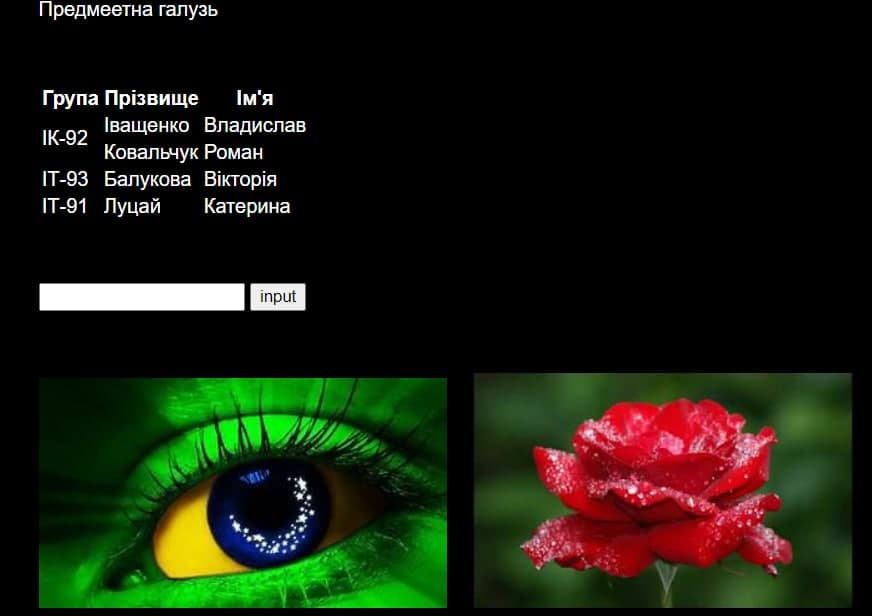 Предмеетна галузь
Група Прізвище Ім'я
ІК-92 Іващенко Владислав
Ковальчук Роман
ІТ-93 Балукова Вікторія
ІТ-91 Луцай Катерина
input